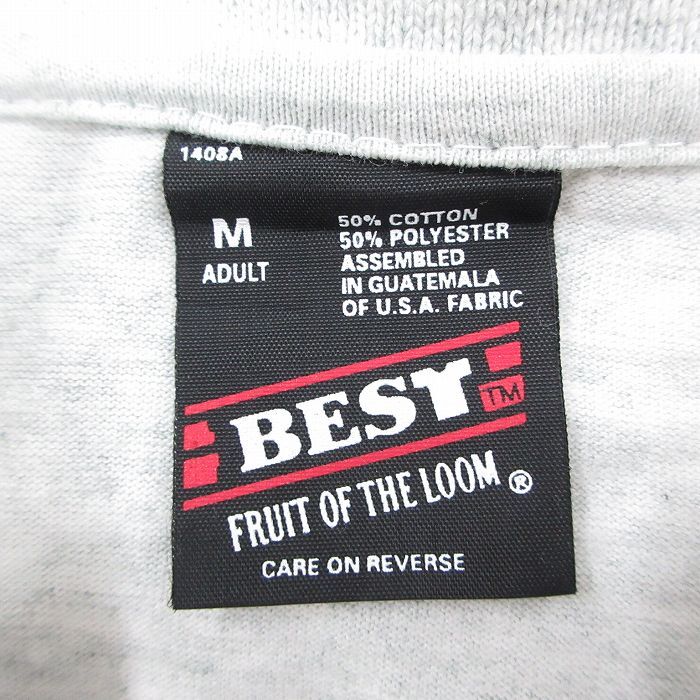 1408A
M
ADULT
50% COTTON
50% POLYESTER
ASSEMBLED
IN GUATEMALA
OF U.S.A. FABRIC
BEST TM
FRUIT OF THE LOOM ®
CARE ON REVERSE